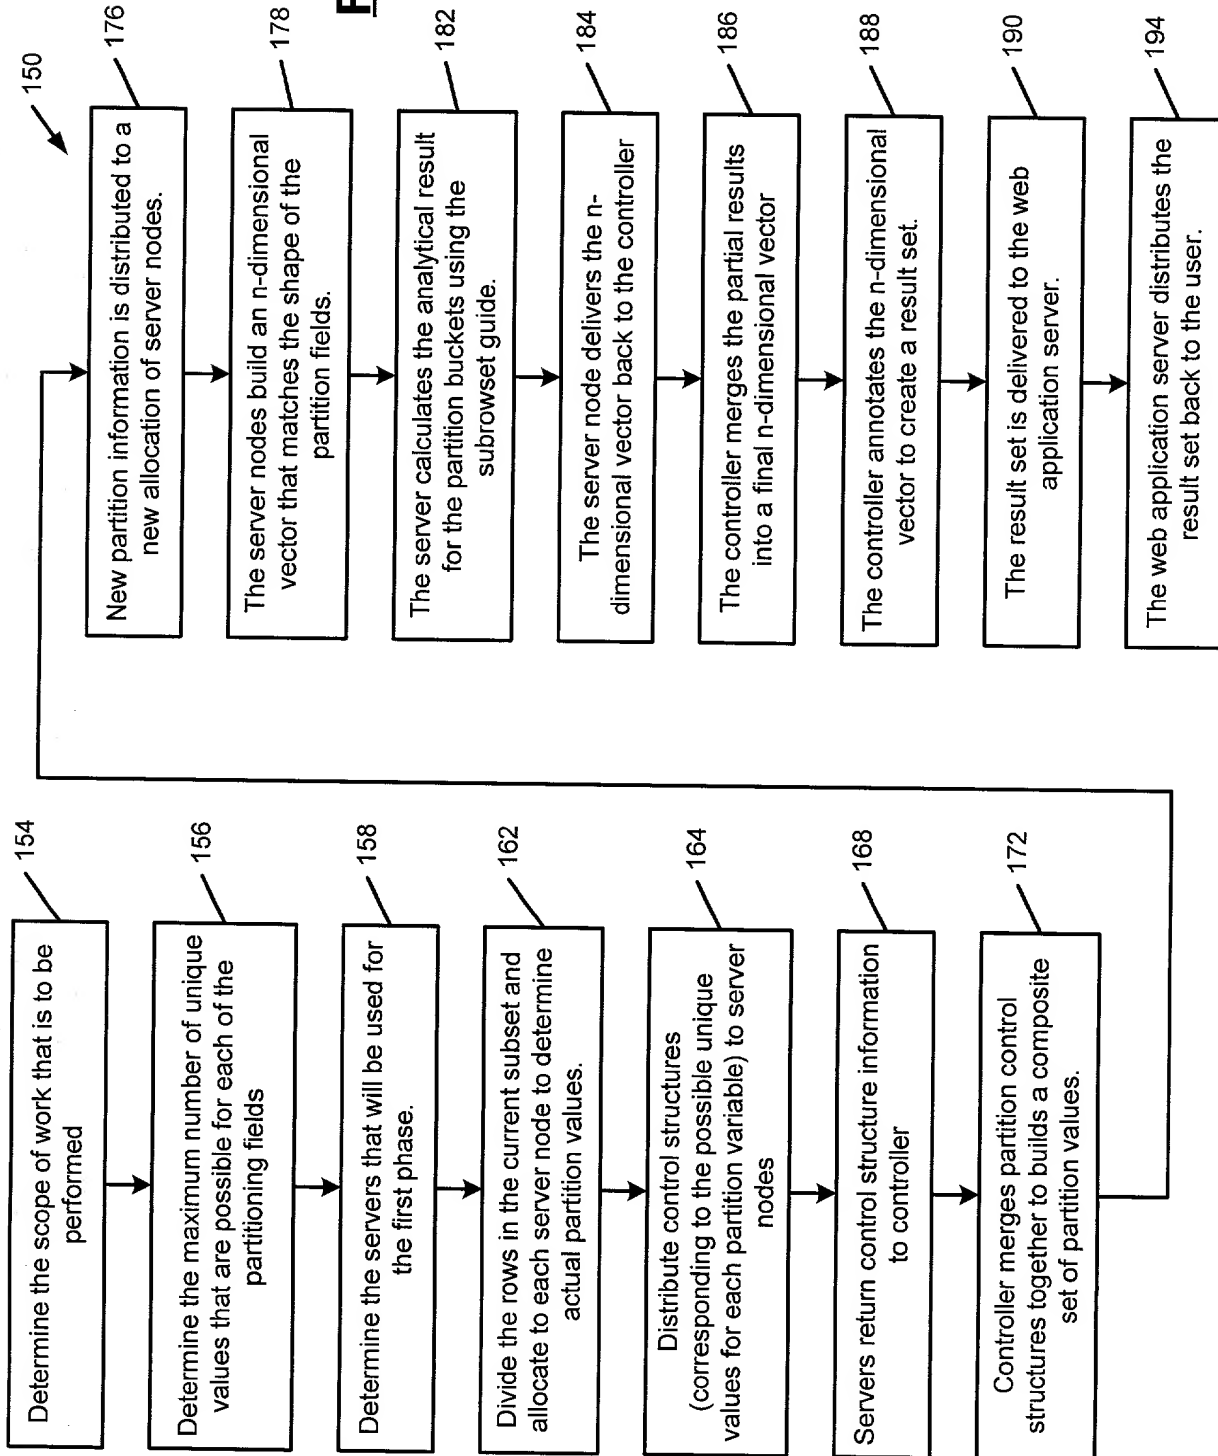 150
Determine the scope of work that is to be
performed
154
Determine the maximum number of unique
values that are possible for each of the
partitioning fields
156
Determine the servers that will be used for
the first phase.
158
Divide the rows in the current subset and
allocate to each server node to determine
actual partition values.
162
Distribute control structures
(corresponding to the possible unique
values for each partition variable) to server
nodes
164
Servers return control structure information
to controller
168
Controller merges partition control
structures together to builds a composite
set of partition values.
172
New partition information is distributed to a
new allocation of server nodes.
176
The server nodes build an n-dimensional
vector that matches the shape of the
partition fields.
178
The server calculates the analytical result
for the partition buckets using the
subrowset guide.
182
The server node delivers the n-
dimensional vector back to the controller
184
The controller merges the partial results
into a final n-dimensional vector
186
The controller annotates the n-dimensional
vector to create a result set.
188
The result set is delivered to the web
application server.
190
The web application server distributes the
result set back to the user.
194